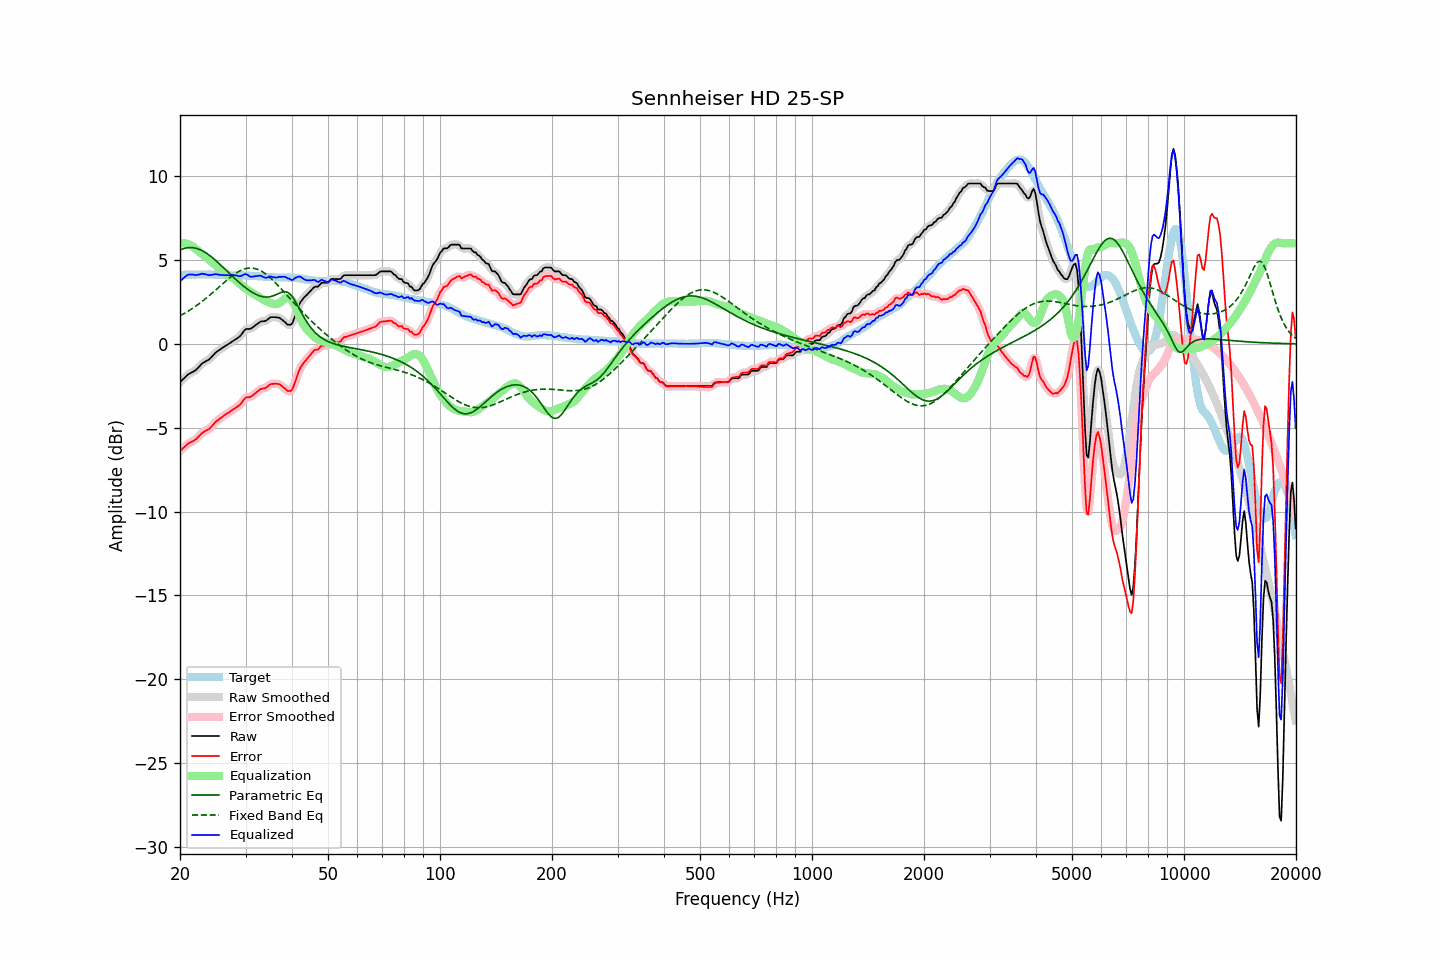 Sennheiser HD 25-SP
Amplitude (dBr)
10
5
0
−5
−10
−15
−20
−25
−30
Target
Raw Smoothed
Error Smoothed
Raw
Error
Equalization
Parametric Eq
Fixed Band Eq
Equalized
20 50 100 200 500 1000 2000 5000 10000 20000
Frequency (Hz)